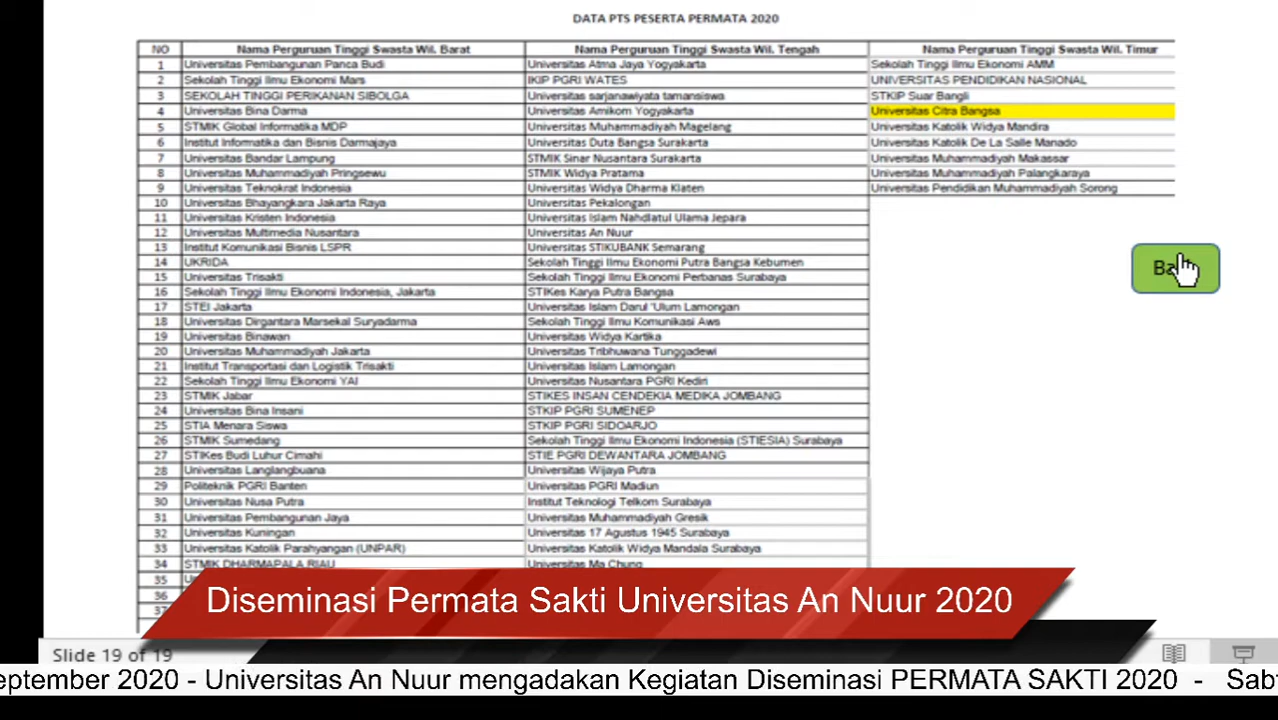 DATA PTS PESERTA PERMATA 2020
NO Nama Perguruan Tinggi Swasta Wil. Barat Nama Perguruan Tinggi Swasta Wil. Tengah Nama Perguruan Tinggi Swasta Wil. Timur
1 Universitas Pembangunan Panca Budi Universitas Atma Jaya Yogyakarta Sekolah Tinggi Ilmu Ekonomi AMM
2 Sekolah Tinggi Ilmu Ekonomi Mars IKIP PGRI WATES UNIVERSITAS PENDIDIKAN NASIONAL
3 SEKOLAH TINGGI PERIKANAN SIBOLGA Universitas sarjanawiyata tamansiswa STKIP Suar Bangli
4 Universitas Bina Darma Universitas Amikom Yogyakarta Universitas Citra Bangsa
5 STMIK Global Informatika MDP Universitas Muhammadiyah Magelang Universitas Katolik Widya Mandira
6 Institut Informatika dan Bisnis Darmajaya Universitas Duta Bangsa Surakarta Universitas Katolik De La Salle Manado
7 Universitas Bandar Lampung STMIK Sinar Nusantara Surakarta Universitas Muhammadiyah Makassar
8 Universitas Muhammadiyah Pringsewu STMIK Widya Pratama Universitas Muhammadiyah Palangkaraya
9 Universitas Teknokrat Indonesia Universitas Widya Dharma Klaten Universitas Pendidikan Muhammadiyah Sorong
10 Universitas Bhayangkara Jakarta Raya Universitas Pekalongan
11 Universitas Kristen Indonesia Universitas Islam Nahdlatul Ulama Jepara
12 Universitas Multimedia Nusantara Universitas An Nuur
13 Institut Komunikasi Bisnis LSPR Universitas STIKUBANK Semarang
14 UKRIDA Sekolah Tinggi Ilmu Ekonomi Putra Bangsa Kebumen
15 Universitas Trisakti Sekolah Tinggi Ilmu Ekonomi Perbanas Surabaya
16 Sekolah Tinggi Ilmu Ekonomi Indonesia, Jakarta STIKes Karya Putra Bangsa
17 STEI Jakarta Universitas Islam Darul 'Ulum Lamongan
18 Universitas Dirgantara Marsekal Suryadarma Sekolah Tinggi Ilmu Komunikasi Aws
19 Universitas Binawan Universitas Widya Kartika
20 Universitas Muhammadiyah Jakarta Universitas Tribhuwana Tunggadewi
21 Institut Transportasi dan Logistik Trisakti Universitas Islam Lamongan
22 Sekolah Tinggi Ilmu Ekonomi YAI Universitas Nusantara PGRI Kediri
23 STMIK Jabar STIKES INSAN CENDEKIA MEDIKA JOMBANG
24 Universitas Bina Insani STKIP PGRI SUMENEP
25 STIA Menara Siswa STKIP PGRI SIDOARJO
26 STMIK Sumedang Sekolah Tinggi Ilmu Ekonomi Indonesia (STIESIA) Surabaya
27 STIKes Budi Luhur Cimahi STIE PGRI DEWANTARA JOMBANG
28 Universitas Langlangbuana Universitas Wijaya Putra
29 Politeknik PGRI Banten Universitas PGRI Madiun
30 Universitas Nusa Putra Institut Teknologi Telkom Surabaya
31 Universitas Pembangunan Jaya Universitas Muhammadiyah Gresik
32 Universitas Kuningan Universitas 17 Agustus 1945 Surabaya
33 Universitas Katolik Parahyangan (UNPAR) Universitas Katolik Widya Mandala Surabaya
34 STMIK DHARMAPALA RIAU Universitas Ma Chung
35
36
37
Diseminasi Permata Sakti Universitas An Nuur 2020
Slide 19 of 19
eptember 2020 - Universitas An Nuur mengadakan Kegiatan Diseminasi PERMATA SAKTI 2020 - Sab